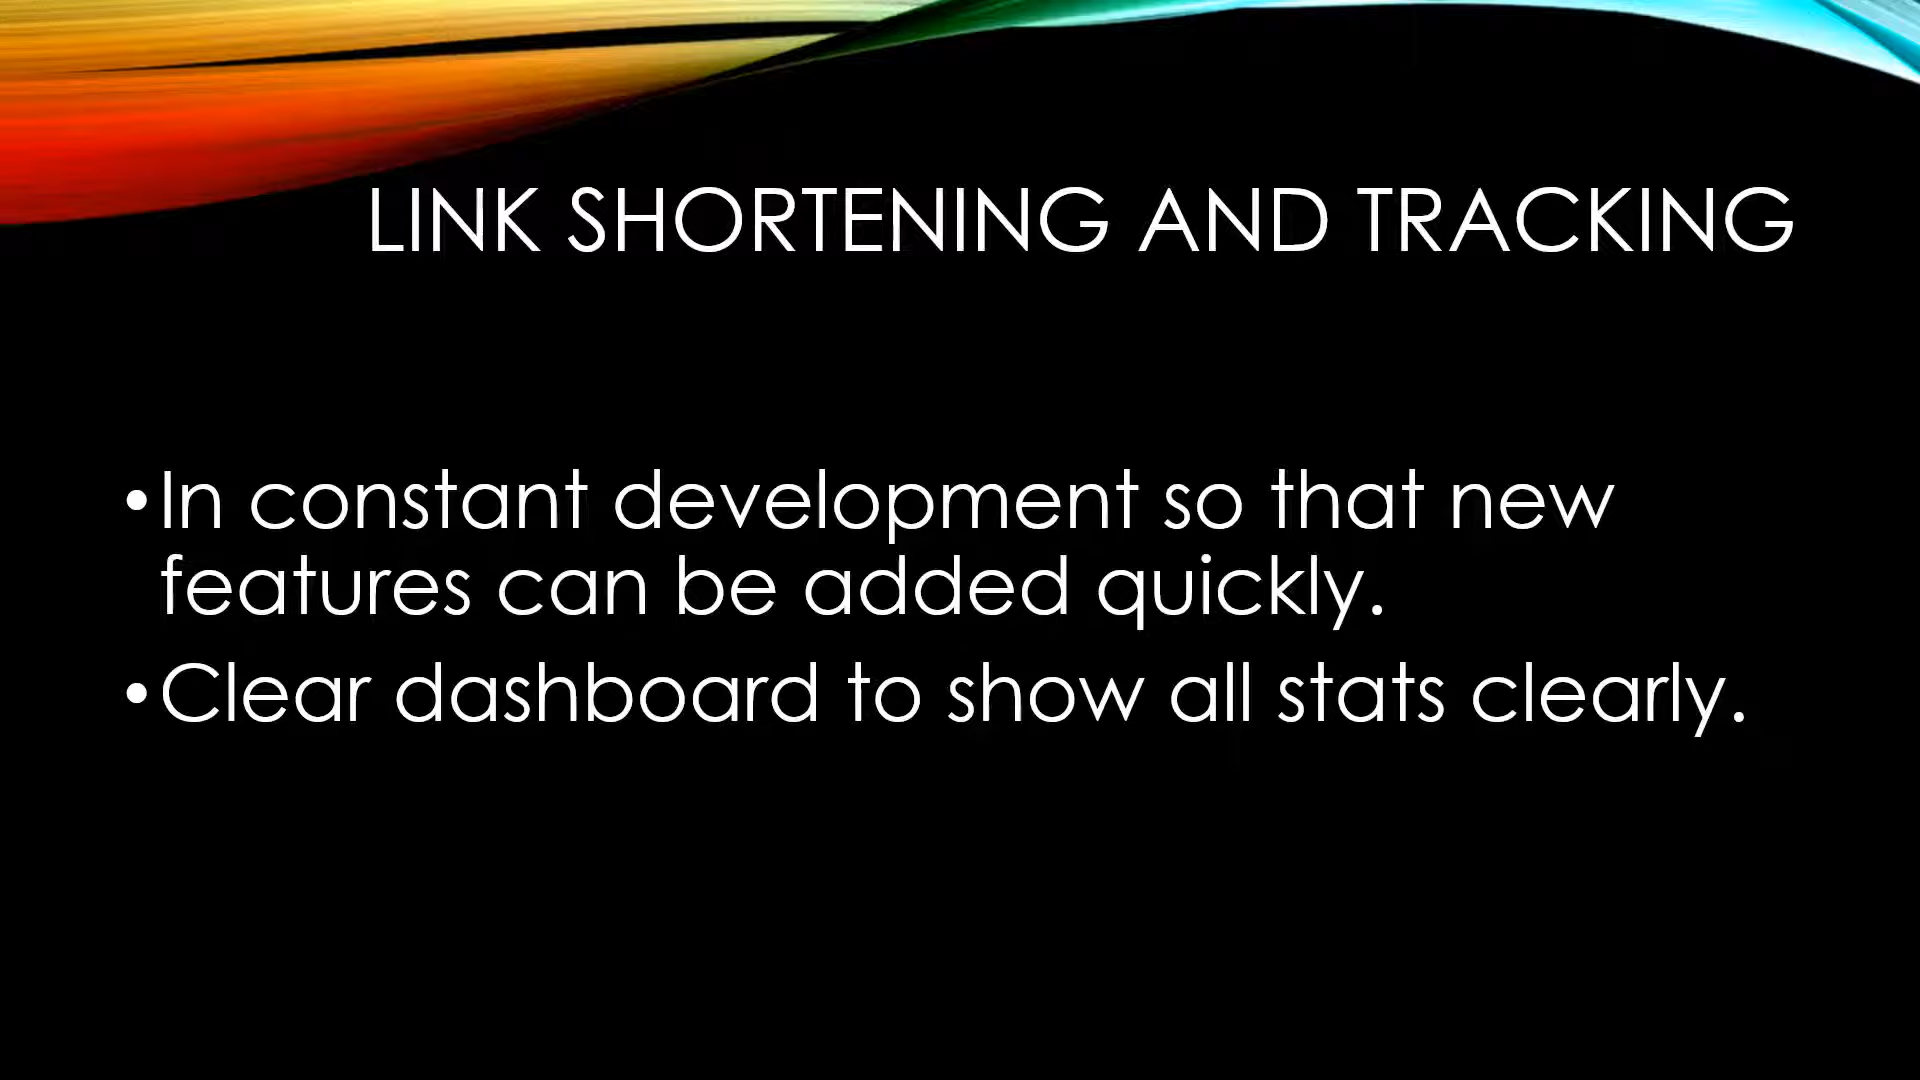 LINK SHORTENING AND TRACKING
•In constant development so that new
features can be added quickly.
•Clear dashboard to show all stats clearly.